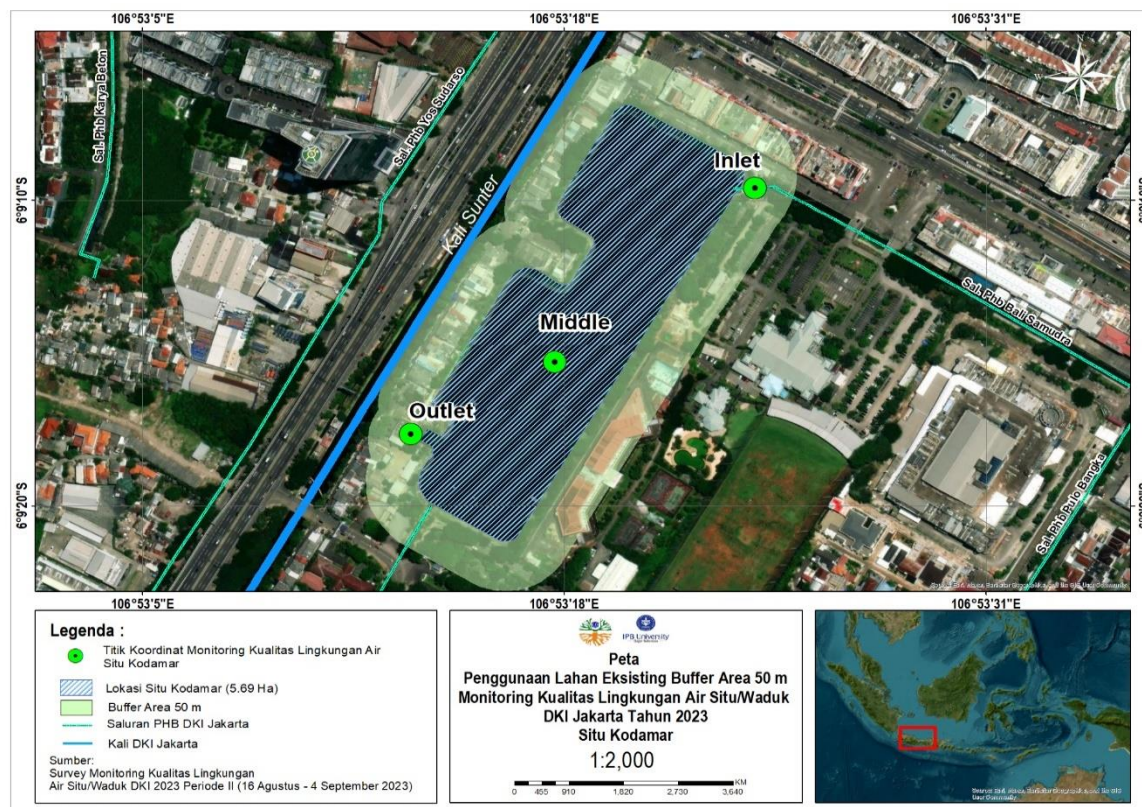 106°53'5"E
106°53'18"E
106°53'31"E
6°9'10"S
6°9'20"S
N
Sal. Phb Karya Beton
Sal. Phb Yos Sudarso
Kali Sunter
Inlet
Middle
Outlet
Sal. Phb Bali Samudra
Sal. Phb Pulo Bangka
106°53'5"E
106°53'18"E
106°53'31"E
Legenda :
Titik Koordinat Monitoring Kualitas Lingkungan Air
Situ Kodamar
Lokasi Situ Kodamar (5.69 Ha)
Buffer Area 50 m
Saluran PHB DKI Jakarta
Kali DKI Jakarta
Sumber:
Survey Monitoring Kualitas Lingkungan
Air Situ/Waduk DKI 2023 Periode II (16 Agustus - 4 September 2023)
IPB University
Peta
Penggunaan Lahan Eksisting Buffer Area 50 m
Monitoring Kualitas Lingkungan Air Situ/Waduk
DKI Jakarta Tahun 2023
Situ Kodamar
1:2,000
KM
0 455 910 1,820 2,730 3,640